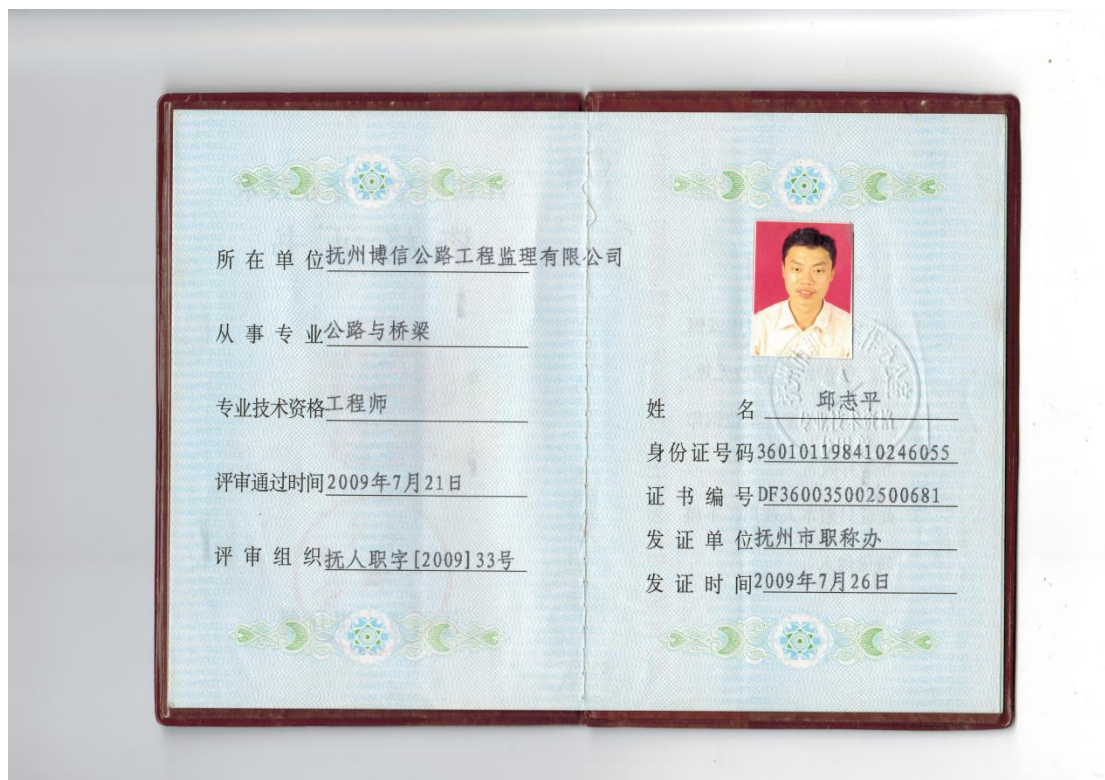 所在单位抚州博信公路工程监理有限公司
从事专业公路与桥梁
专业技术资格工程师
评审通过时间2009年7月21日
评审组织抚人职字[2009]33号
姓名邱志平
身份证号码360101198410246055
证书编号DF360035002500681
发证单位抚州市职称办
发证时间2009年7月26日